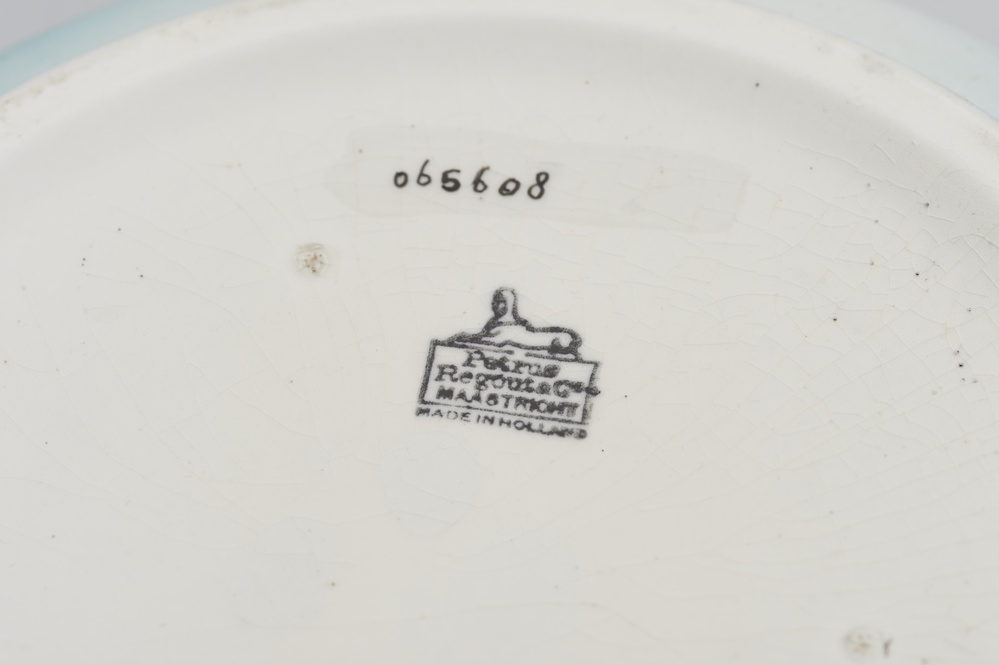 065608
Petrus
Regout & Co.
MAASTRICHT
MADE IN HOLLAND